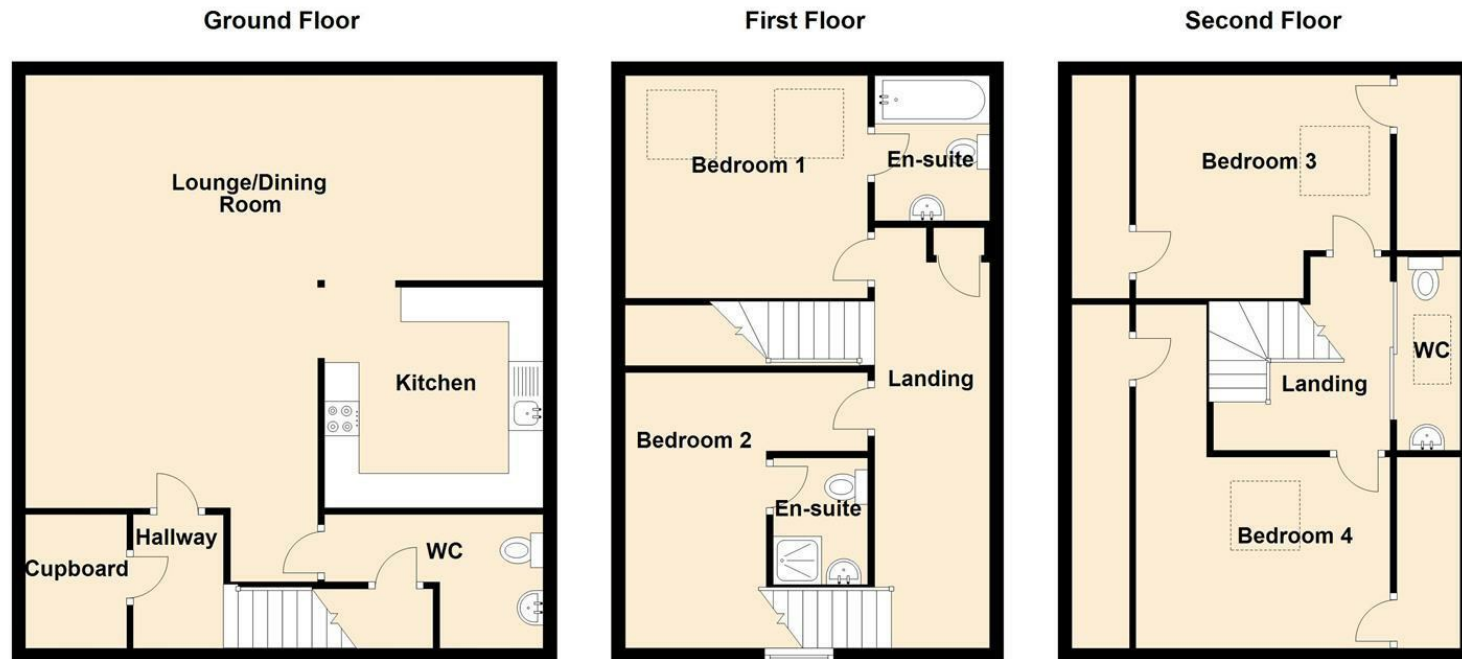 Ground Floor
Lounge/Dining
Room
Kitchen
Hallway
Cupboard
WC
First Floor
Bedroom 1
En-suite
Landing
Bedroom 2
En-suite
Second Floor
Bedroom 3
WC
Landing
Bedroom 4